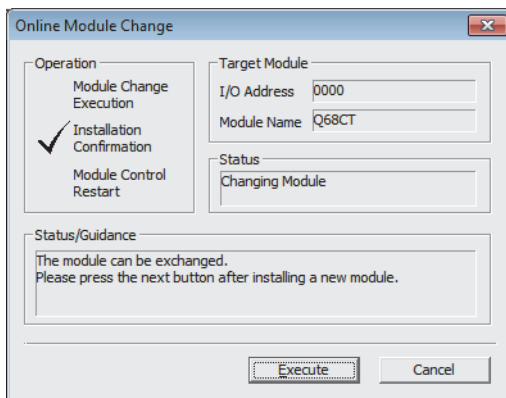 Online Module Change
Operation
Module Change
Execution
Installation
Confirmation
Module Control
Restart
Target Module
I/O Address 0000
Module Name Q68CT
Status
Changing Module
Status/Guidance
The module can be exchanged.
Please press the next button after installing a new module.
Execute Cancel